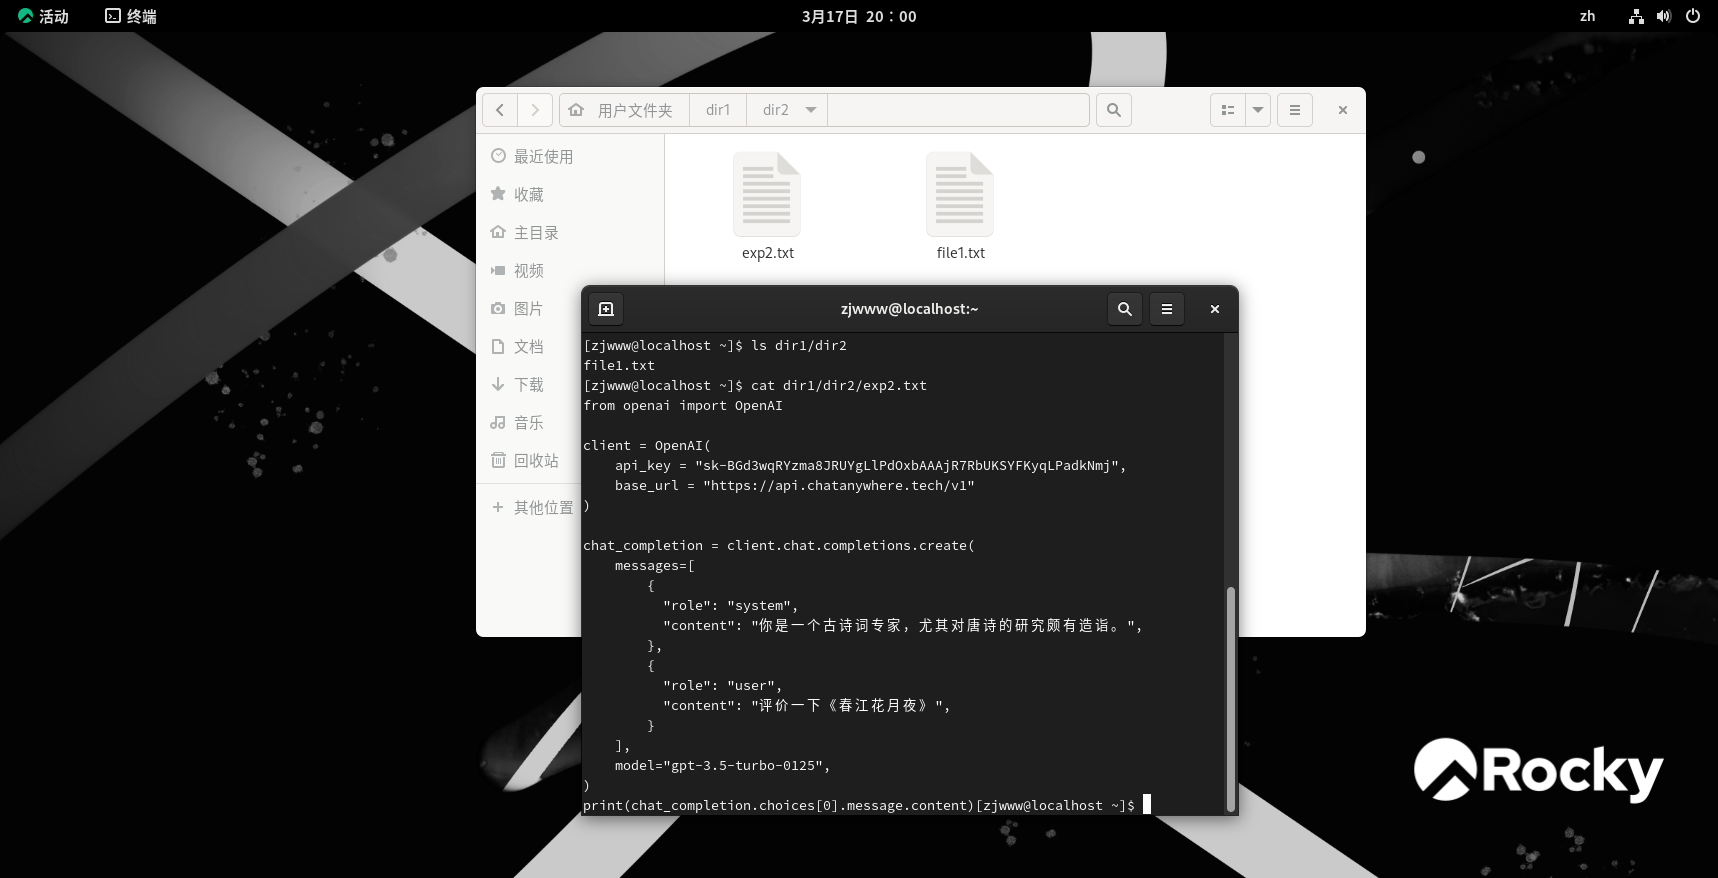 活动
终端
3月17日 20：00
zh
用户文件夹
dir1
dir2
最近使用
收藏
主目录
视频
图片
文档
下载
音乐
回收站
其他位置
exp2.txt
file1.txt
zjwww@localhost:~
[zjwww@localhost ~]$ ls dir1/dir2
file1.txt
[zjwww@localhost ~]$ cat dir1/dir2/exp2.txt
from openai import OpenAI
client = OpenAI(
    api_key = "sk-BGd3wqRYzma8JRUYgLlPdOxbAAAjR7RbUKSYFKyqLPadkNmj",
    base_url = "https://api.chatanywhere.tech/v1"
)
chat_completion = client.chat.completions.create(
    messages=[
        {
          "role": "system",
          "content": "你是一个古诗词专家，尤其对唐诗的研究颇有造诣。",
        },
        {
          "role": "user",
          "content": "评价一下《春江花月夜》",
        }
    ],
    model="gpt-3.5-turbo-0125",
)
print(chat_completion.choices[0].message.content)[zjwww@localhost ~]$
Rocky